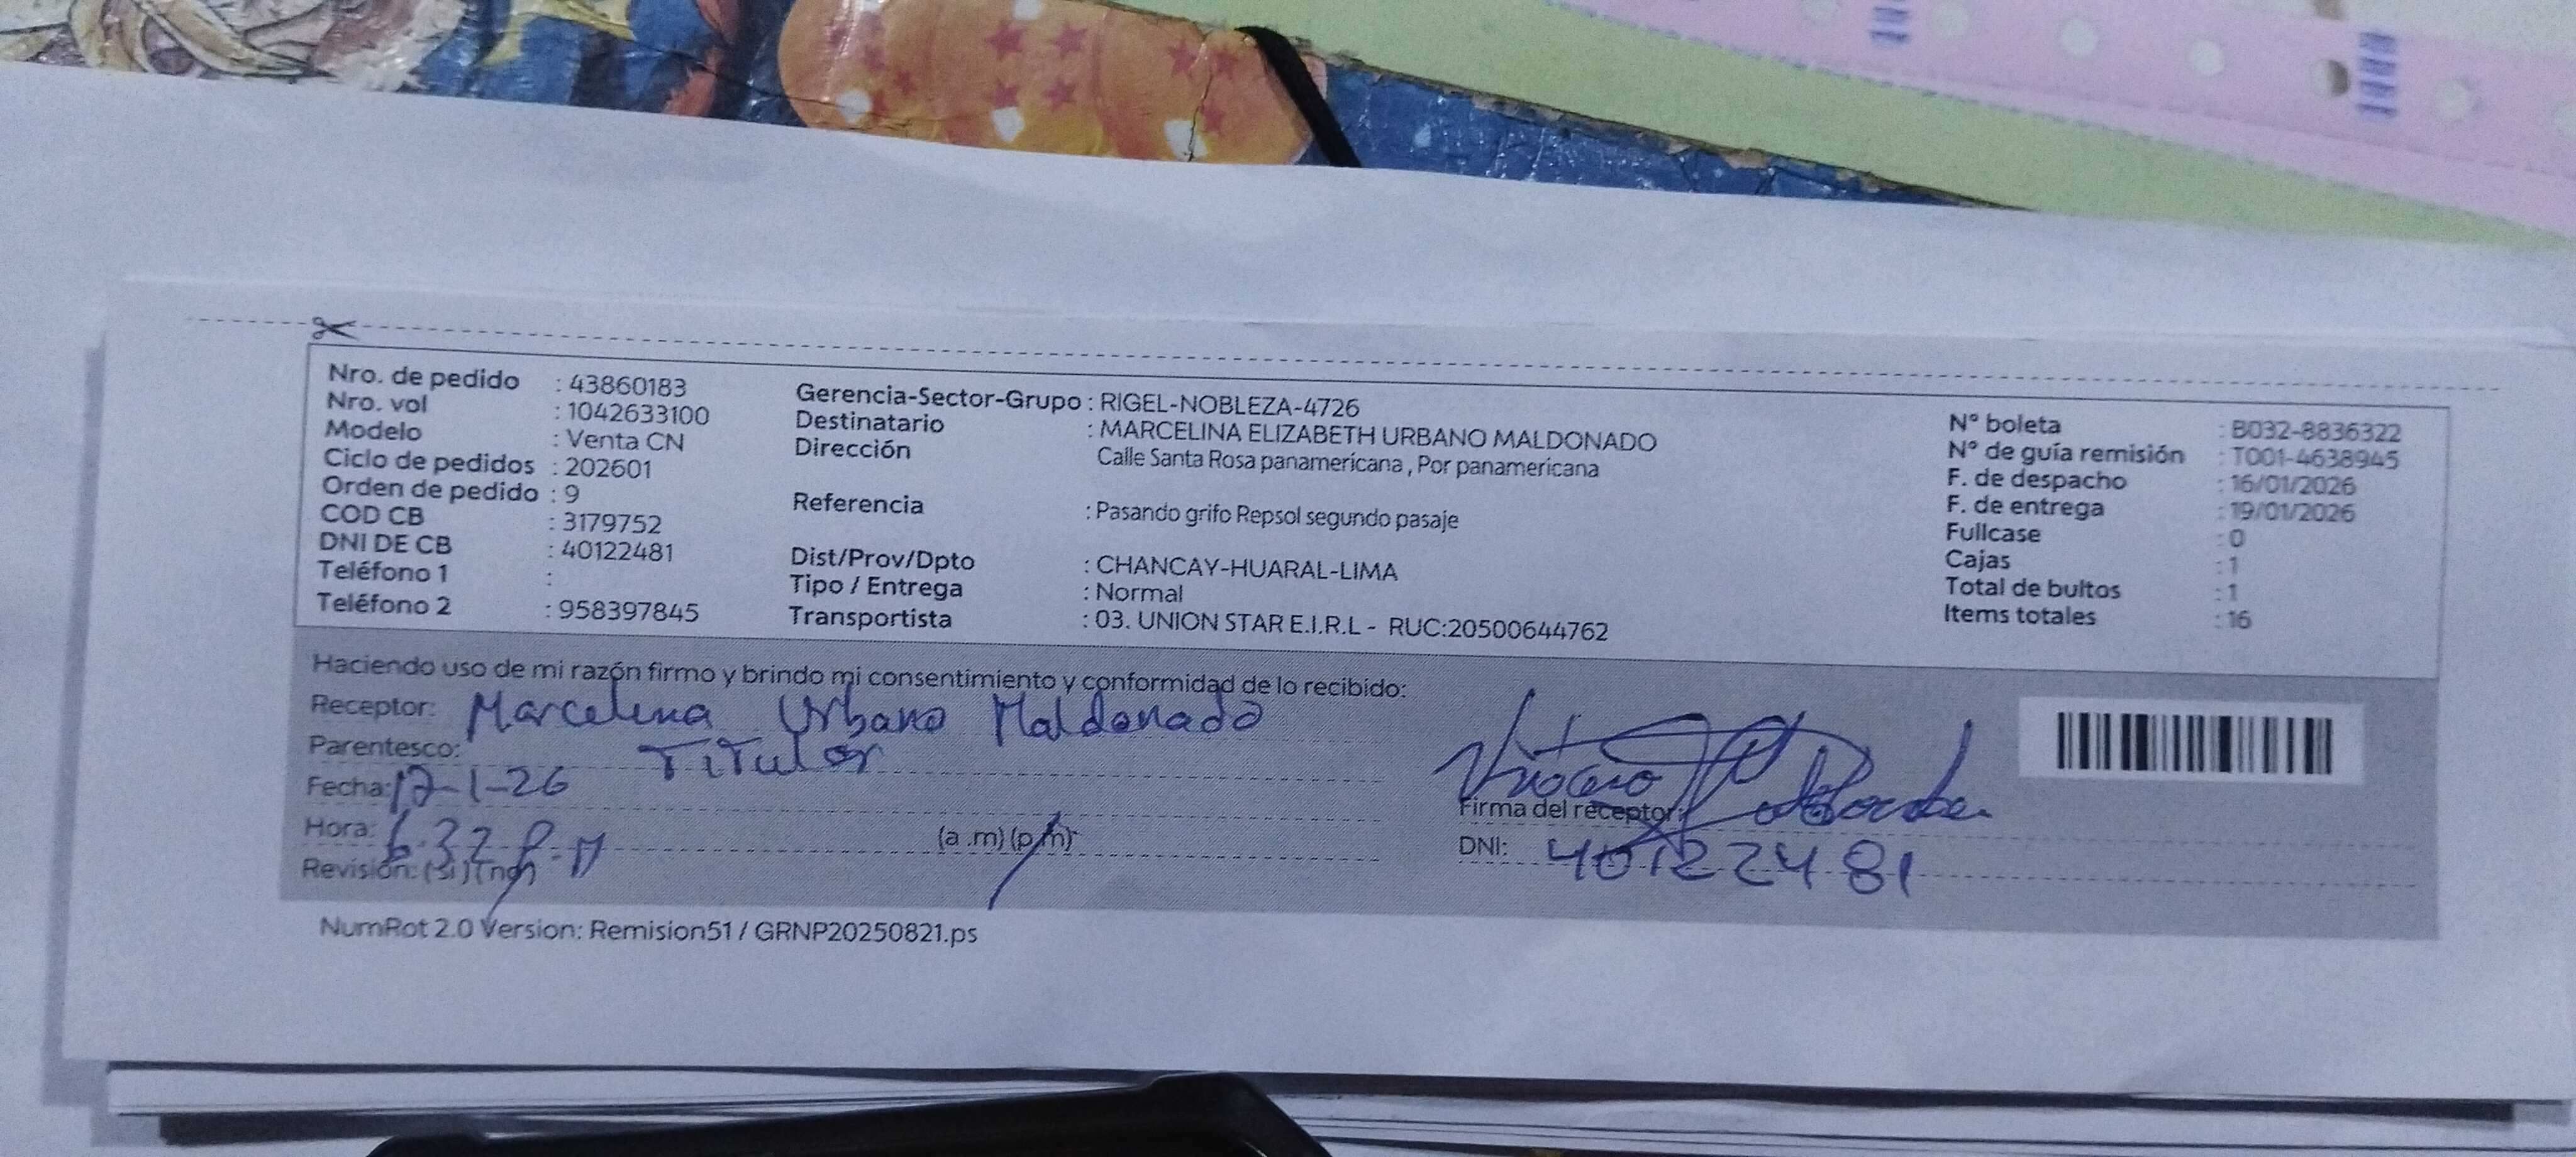 Nro. de pedido : 43860183
Nro. vol : 1042633100
Modelo : Venta CN
Ciclo de pedidos : 202601
Orden de pedido : 9
COD CB : 3179752
DNI DE CB : 40122481
Teléfono 1 :
Teléfono 2 : 958397845
Gerencia-Sector-Grupo : RIGEL-NOBLEZA-4726
Destinatario : MARCELINA ELIZABETH URBANO MALDONADO
Dirección Calle Santa Rosa panamericana , Por panamericana
Referencia : Pasando grifo Repsol segundo pasaje
Dist/Prov/Dpto : CHANCAY-HUARAL-LIMA
Tipo / Entrega : Normal
Transportista : 03. UNION STAR E.I.R.L - RUC:20500644762
N° boleta : B032-8836322
N° de guía remisión : T001-4638945
F. de despacho : 16/01/2026
F. de entrega : 19/01/2026
Fullcase : 0
Cajas : 1
Total de bultos : 1
Items totales : 16
Haciendo uso de mi razón firmo y brindo mi consentimiento y conformidad de lo recibido:
Receptor: Marcelina Urbano Maldonado
Parentesco: Titular
Fecha: 17-1-26
Hora: 6:37 P.M (a .m) (p/m)
Revisión: (si) (no)
Firma del receptor:
DNI: 40122481
NumRot 2.0 Version: Remision51 / GRNP20250821.ps